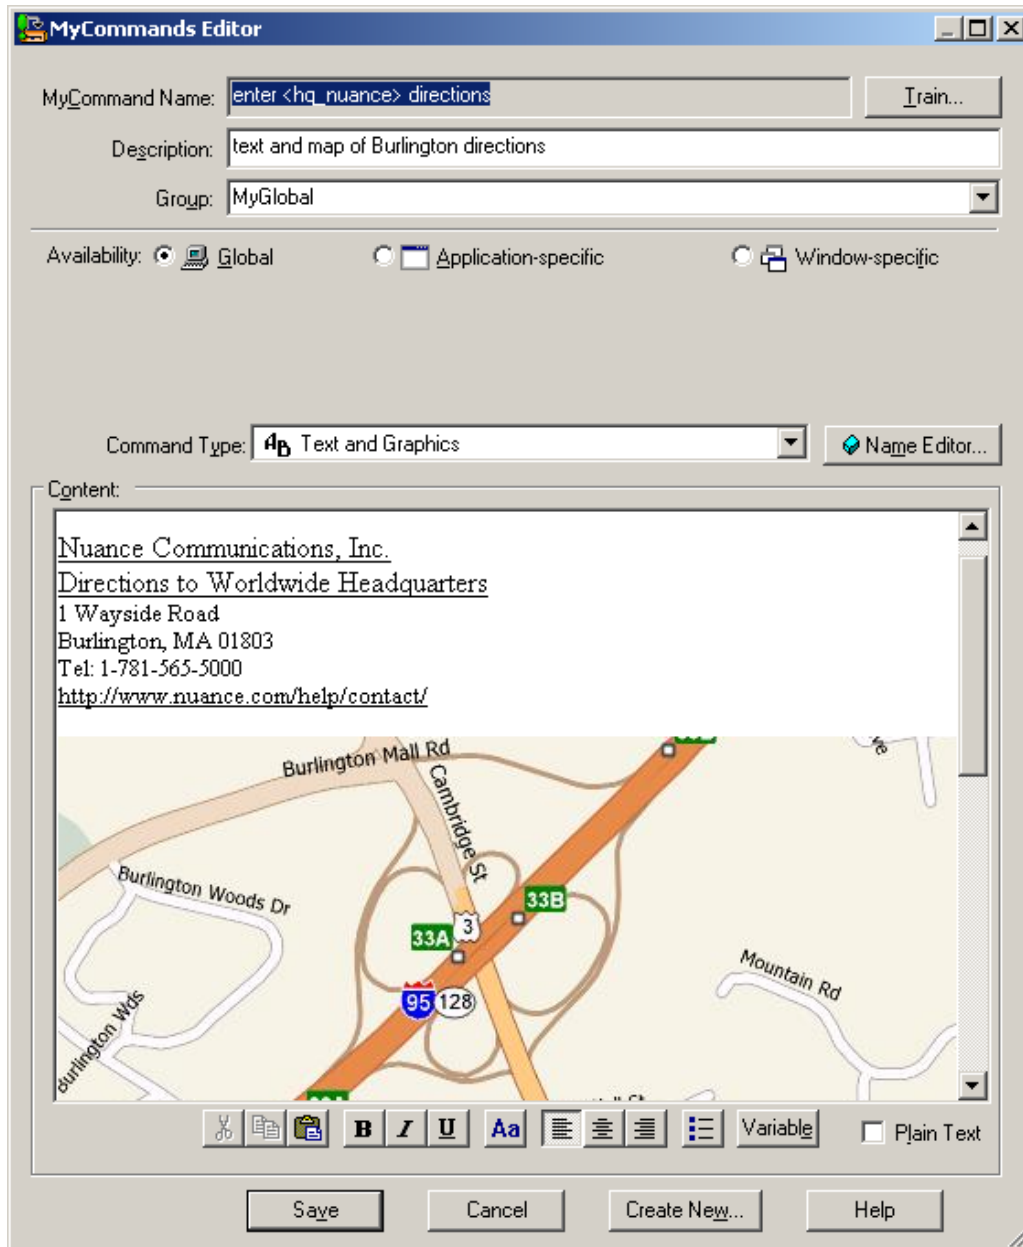 MyCommands Editor
MyCommand Name: enter <hq_nuance> directions Train...
Description: text and map of Burlington directions
Group: MyGlobal
Availability: Global Application-specific Window-specific
Command Type: AB Text and Graphics Name Editor...
Content:
Nuance Communications, Inc.
Directions to Worldwide Headquarters
1 Wayside Road
Burlington, MA 01803
Tel: 1-781-565-5000
http://www.nuance.com/help/contact/
Burlington Mall Rd
Cambridge St
Burlington Woods Dr
33B
33A
3
Mountain Rd
95 128
Burlington Wds
B I U Aa Variable Plain Text
Save Cancel Create New... Help